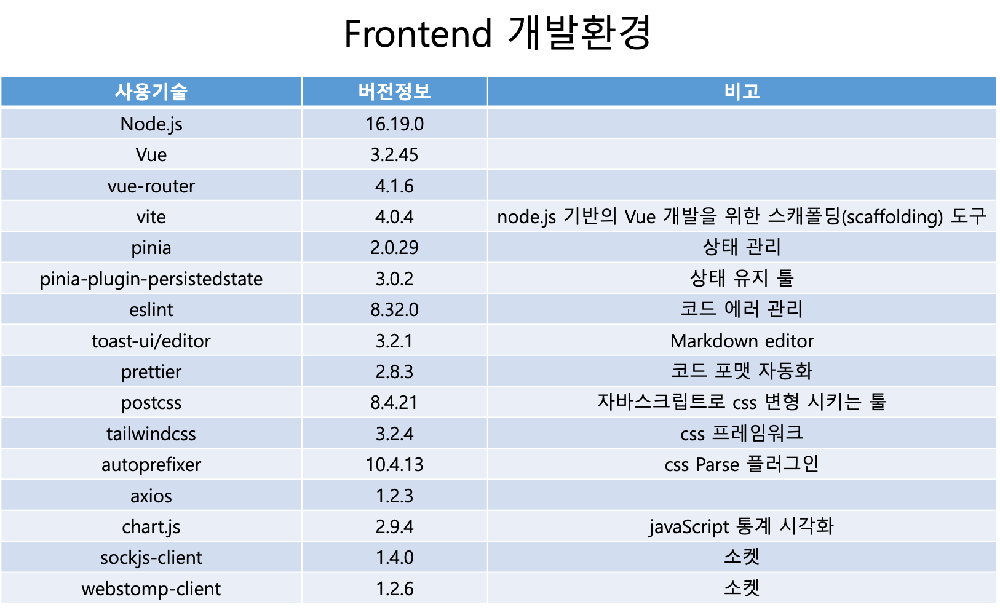 Frontend 개발환경
사용기술 버전정보 비고
Node.js 16.19.0
Vue 3.2.45
vue-router 4.1.6
vite 4.0.4 node.js 기반의 Vue 개발을 위한 스캐폴딩(scaffolding) 도구
pinia 2.0.29 상태 관리
pinia-plugin-persistedstate 3.0.2 상태 유지 툴
eslint 8.32.0 코드 에러 관리
toast-ui/editor 3.2.1 Markdown editor
prettier 2.8.3 코드 포맷 자동화
postcss 8.4.21 자바스크립트로 css 변형 시키는 툴
tailwindcss 3.2.4 css 프레임워크
autoprefixer 10.4.13 css Parse 플러그인
axios 1.2.3
chart.js 2.9.4 javaScript 통계 시각화
sockjs-client 1.4.0 소켓
webstomp-client 1.2.6 소켓